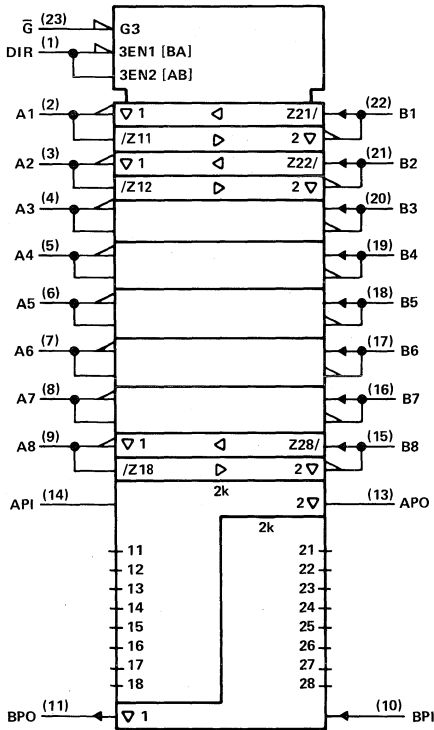 G̅ (23) G3
DIR (1) 3EN1 [BA]
3EN2 [AB]
A1 (2) ▽ 1 ◁ Z21/ (22) B1
/Z11 ▷ 2 ▽
A2 (3) ▽ 1 ◁ Z22/ (21) B2
/Z12 ▷ 2 ▽
A3 (4) (20) B3
A4 (5) (19) B4
A5 (6) (18) B5
A6 (7) (17) B6
A7 (8) (16) B7
A8 (9) ▽ 1 ◁ Z28/ (15) B8
/Z18 ▷ 2 ▽
2k
API (14) 2 ▽ (13) APO
2k
11 21
12 22
13 23
14 24
15 25
16 26
17 27
18 28
BPO (11) ▽ 1 (10) BPI